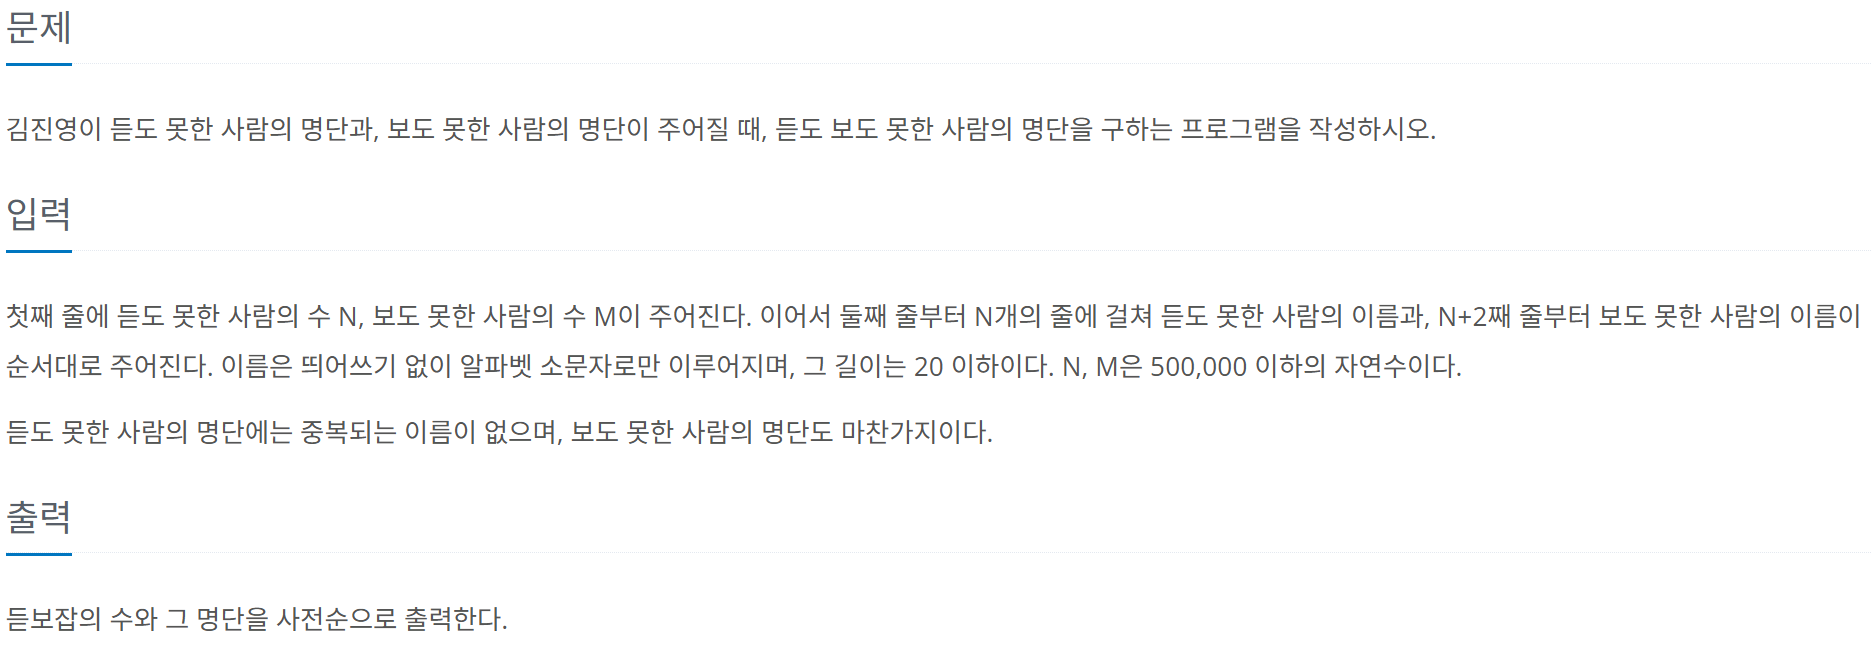 문제
김진영이 듣도 못한 사람의 명단과, 보도 못한 사람의 명단이 주어질 때, 듣도 보도 못한 사람의 명단을 구하는 프로그램을 작성하시오.
입력
첫째 줄에 듣도 못한 사람의 수 N, 보도 못한 사람의 수 M이 주어진다. 이어서 둘째 줄부터 N개의 줄에 걸쳐 듣도 못한 사람의 이름과, N+2째 줄부터 보도 못한 사람의 이름이
순서대로 주어진다. 이름은 띄어쓰기 없이 알파벳 소문자로만 이루어지며, 그 길이는 20 이하이다. N, M은 500,000 이하의 자연수이다.
듣도 못한 사람의 명단에는 중복되는 이름이 없으며, 보도 못한 사람의 명단도 마찬가지이다.
출력
듣보잡의 수와 그 명단을 사전순으로 출력한다.